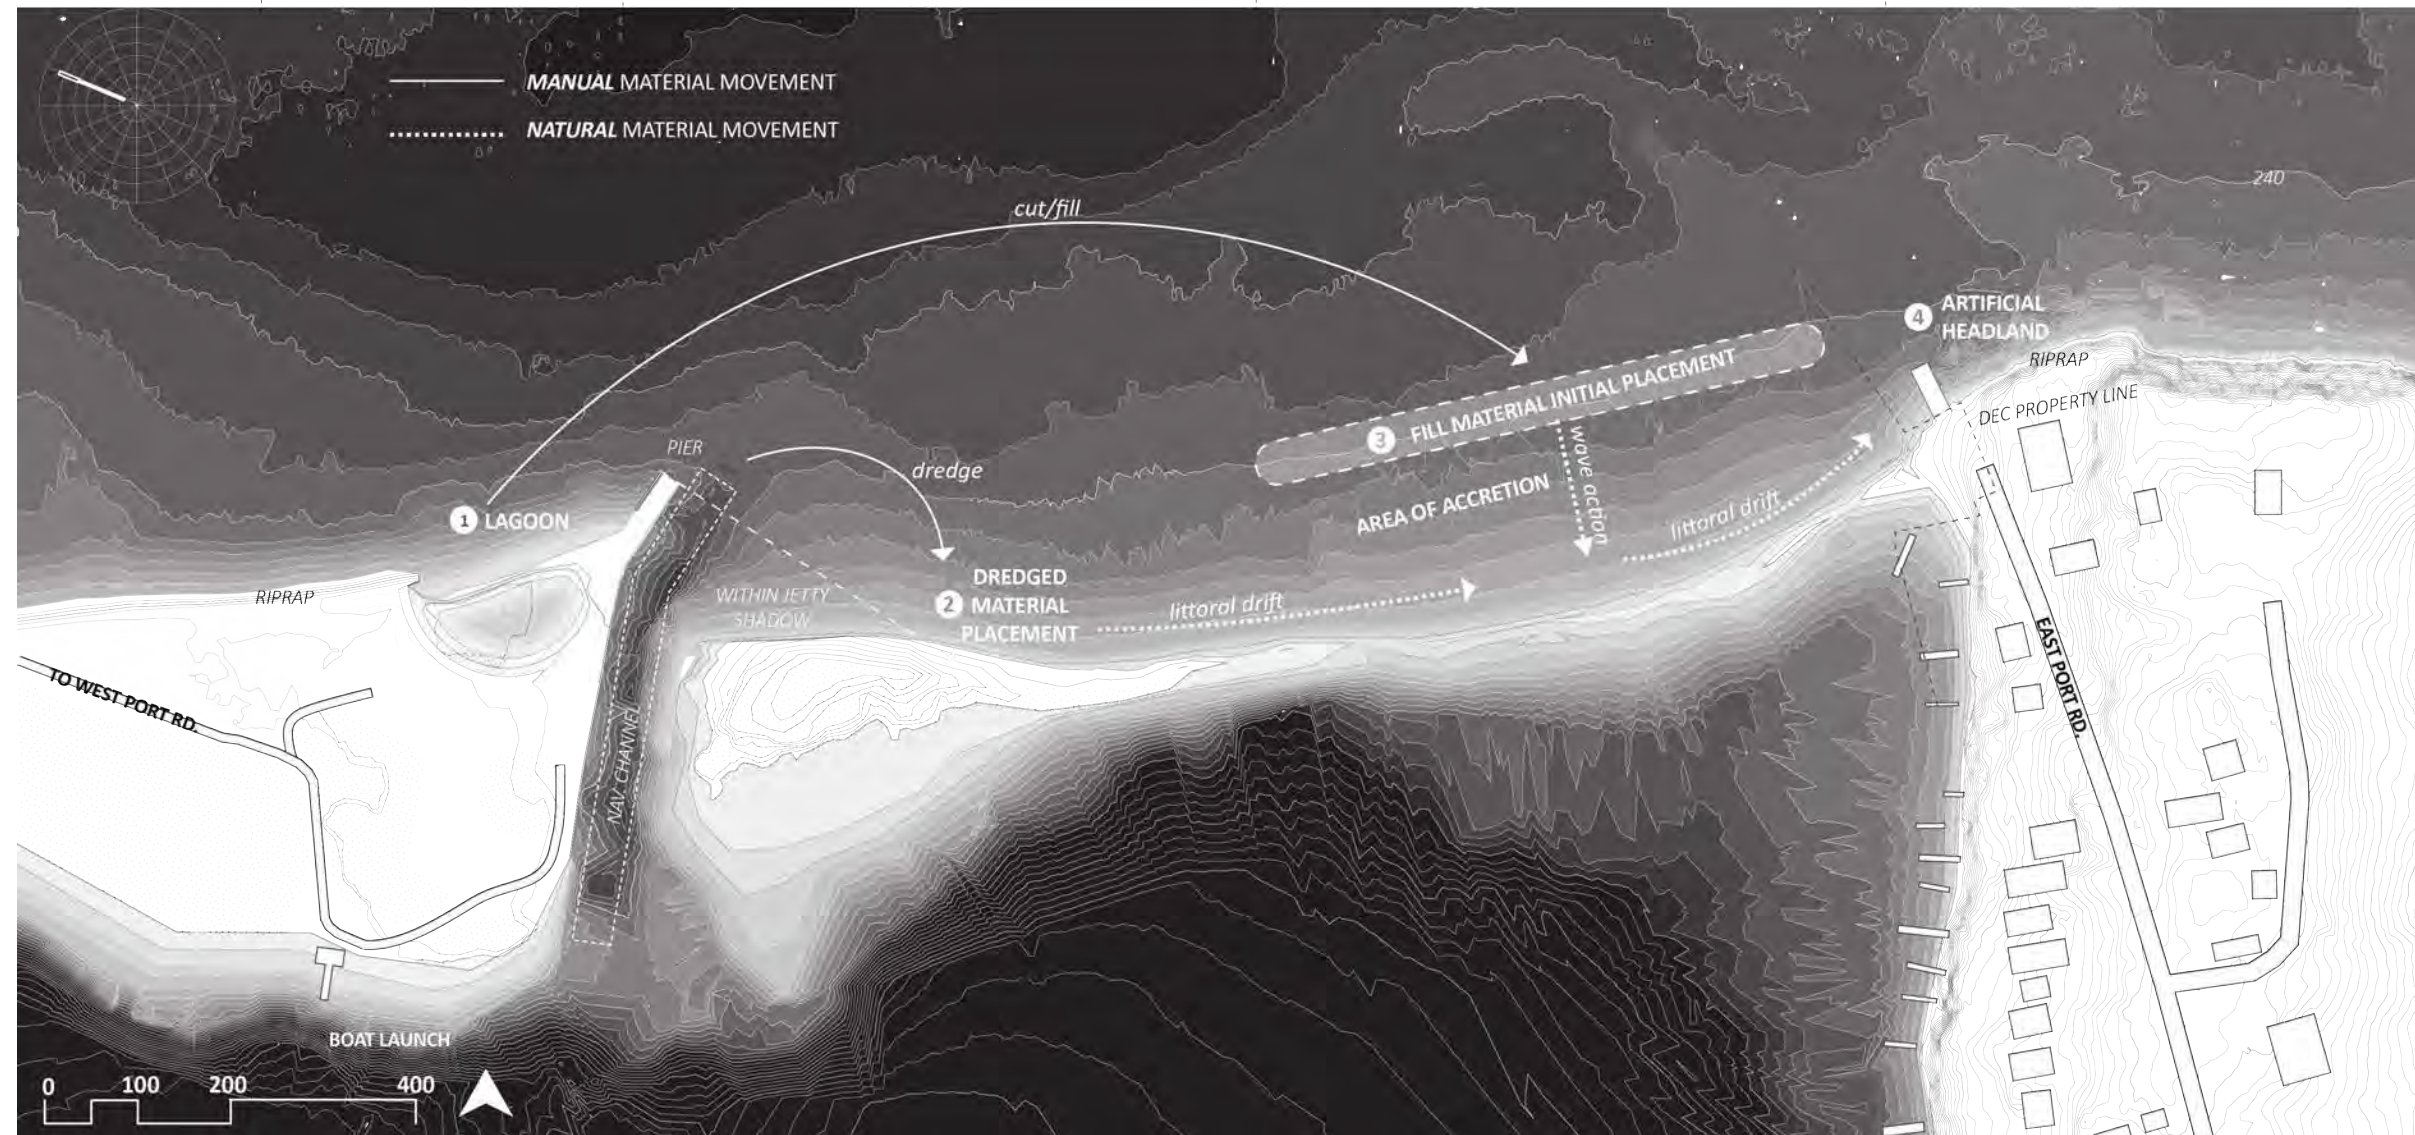 MANUAL MATERIAL MOVEMENT
NATURAL MATERIAL MOVEMENT
240
cut/fill
4 ARTIFICIAL
HEADLAND
RIPRAP
DEC PROPERTY LINE
3 FILL MATERIAL INITIAL PLACEMENT
PIER
dredge
wave action
AREA OF ACCRETION
littoral drift
1 LAGOON
RIPRAP
WITHIN JETTY
SHADOW
2 DREDGED
MATERIAL
PLACEMENT
littoral drift
TO WEST PORT RD.
NAV CHANNEL
EAST PORT RD.
BOAT LAUNCH
0 100 200 400